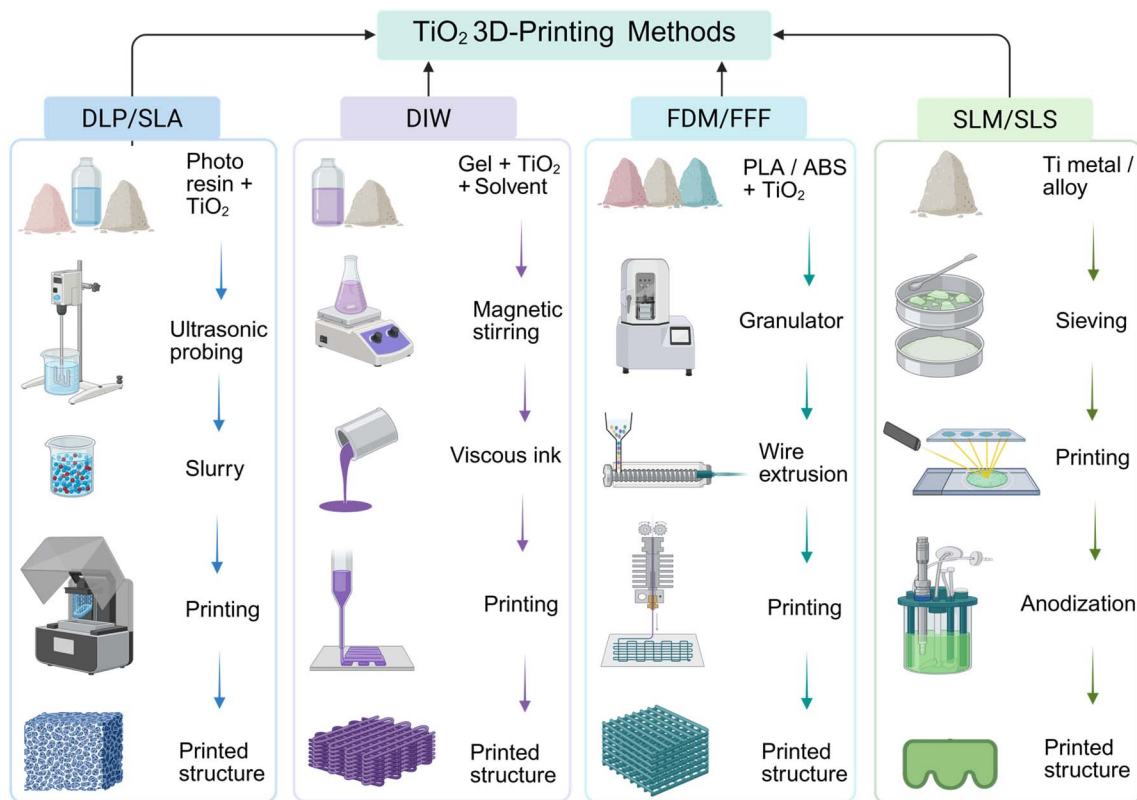 TiO₂ 3D-Printing Methods
DLP/SLA
Photo
resin +
TiO₂
Ultrasonic
probing
Slurry
Printing
Printed
structure
DIW
Gel + TiO₂
+ Solvent
Magnetic
stirring
Viscous ink
Printing
Printed
structure
FDM/FFF
PLA / ABS
+ TiO₂
Granulator
Wire
extrusion
Printing
Printed
structure
SLM/SLS
Ti metal /
alloy
Sieving
Printing
Anodization
Printed
structure